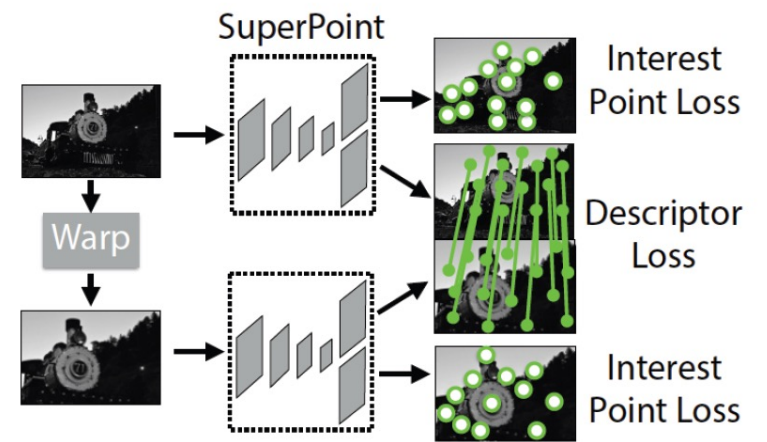 SuperPoint
Interest
Point Loss
Warp
Descriptor
Loss
Interest
Point Loss